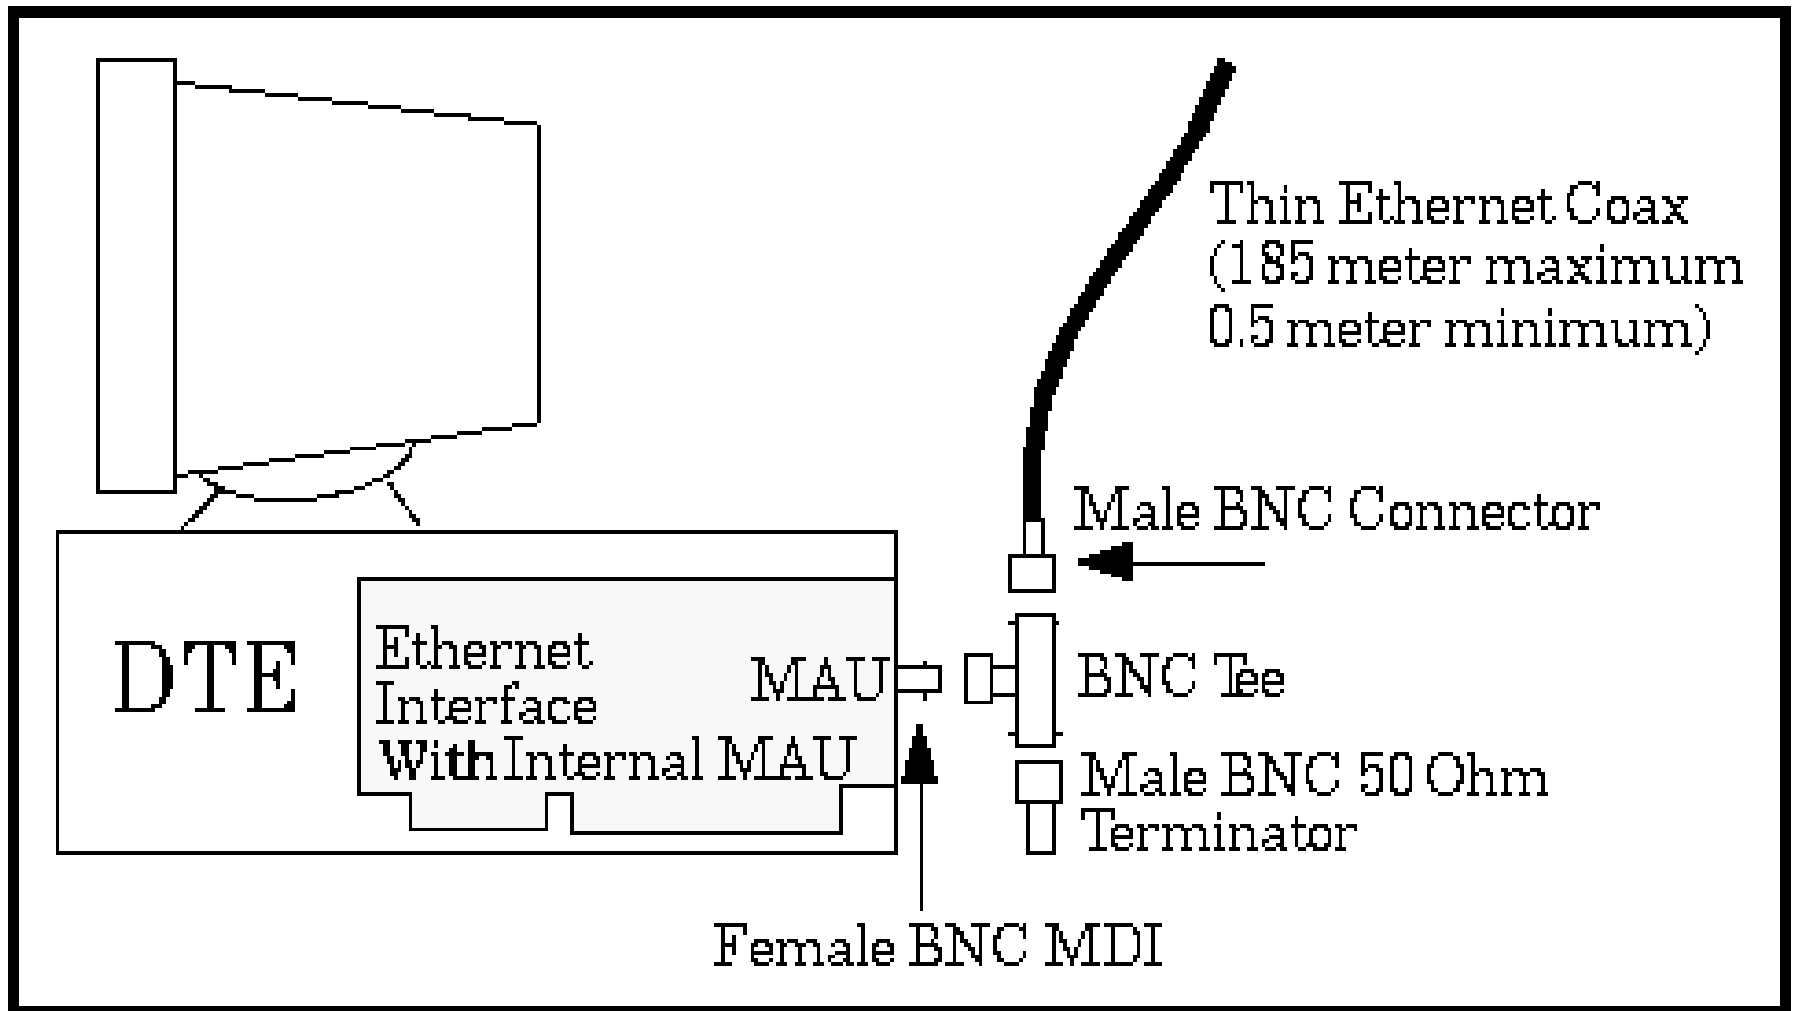 Thin Ethernet Coax
(185 meter maximum
0.5 meter minimum)
Male BNC Connector
DTE
Ethernet
Interface
With Internal MAU
MAU
BNC Tee
Male BNC 50 Ohm
Terminator
Female BNC MDI